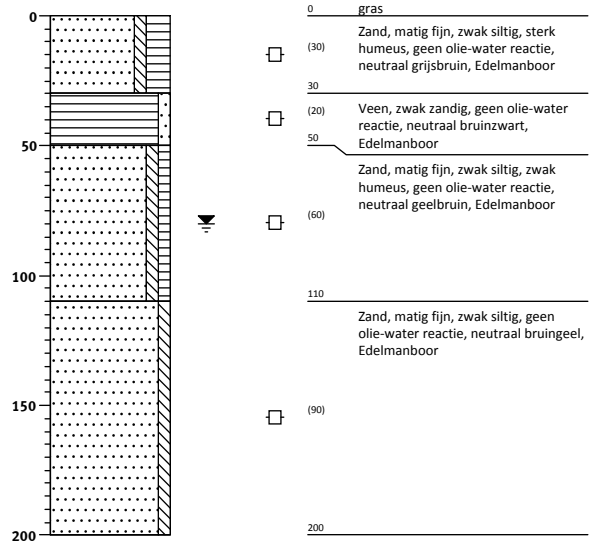 0
50
100
150
200
0 gras
(30)
Zand, matig fijn, zwak siltig, sterk
humeus, geen olie-water reactie,
neutraal grijsbruin, Edelmanboor
30
(20)
Veen, zwak zandig, geen olie-water
reactie, neutraal bruinzwart,
Edelmanboor
50
Zand, matig fijn, zwak siltig, zwak
humeus, geen olie-water reactie,
neutraal geelbruin, Edelmanboor
(60)
110
Zand, matig fijn, zwak siltig, geen
olie-water reactie, neutraal bruingeel,
Edelmanboor
(90)
200